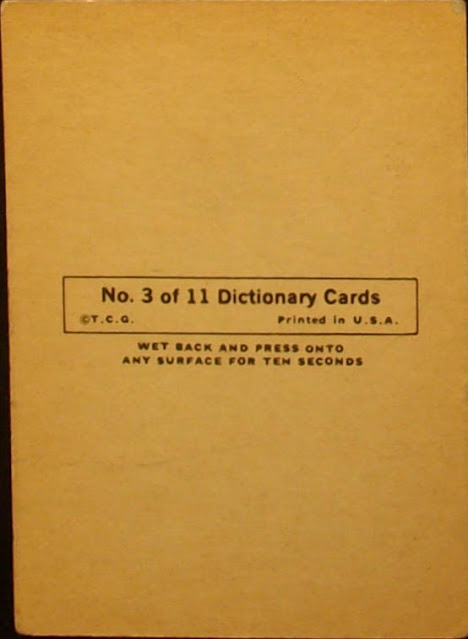 No. 3 of 11 Dictionary Cards
©T.C.G. Printed in U.S.A.
WET BACK AND PRESS ONTO
ANY SURFACE FOR TEN SECONDS